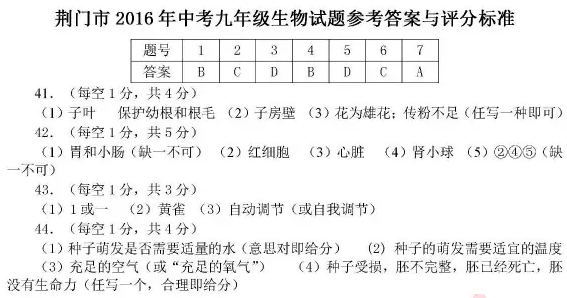 荆门市 2016 年中考九年级生物试题参考答案与评分标准
题号 1 2 3 4 5 6 7
答案 B C D B D C A
41．（每空 1 分，共 4 分）
（1）子叶 保护幼根和根毛 （2）子房壁 （3）花为雄花；传粉不足（任写一种即可）
42．（每空 1 分，共 5 分）
（1）胃和小肠（缺一不可） （2）红细胞 （3）心脏 （4）肾小球 （5）②④⑤（缺
一不可）
43．（每空 1 分，共 3 分）
（1）1 或一 （2）黄雀 （3）自动调节（或自我调节）
44．（每空 1 分，共 4 分）
（1）种子萌发是否需要适量的水（意思对即给分） （2）种子的萌发需要适宜的温度
（3）充足的空气（或“充足的氧气”） （4）种子受损，胚不完整，胚已经死亡，胚
没有生命力（任写一个，合理即给分）